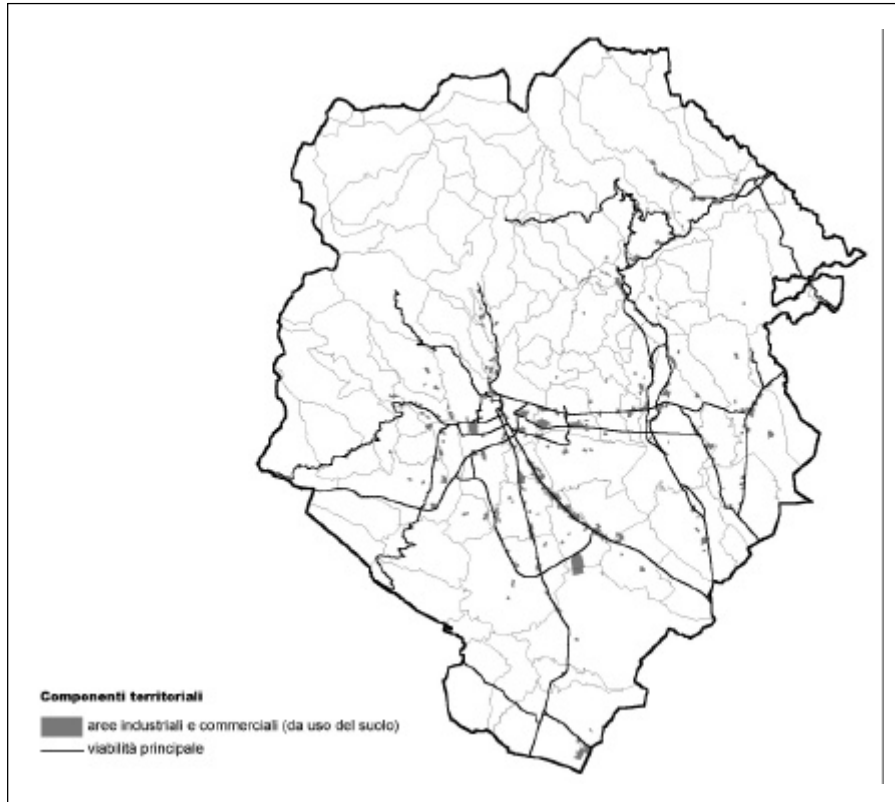 Componenti territoriali
aree industriali e commerciali (da uso del suolo)
viabilità principale